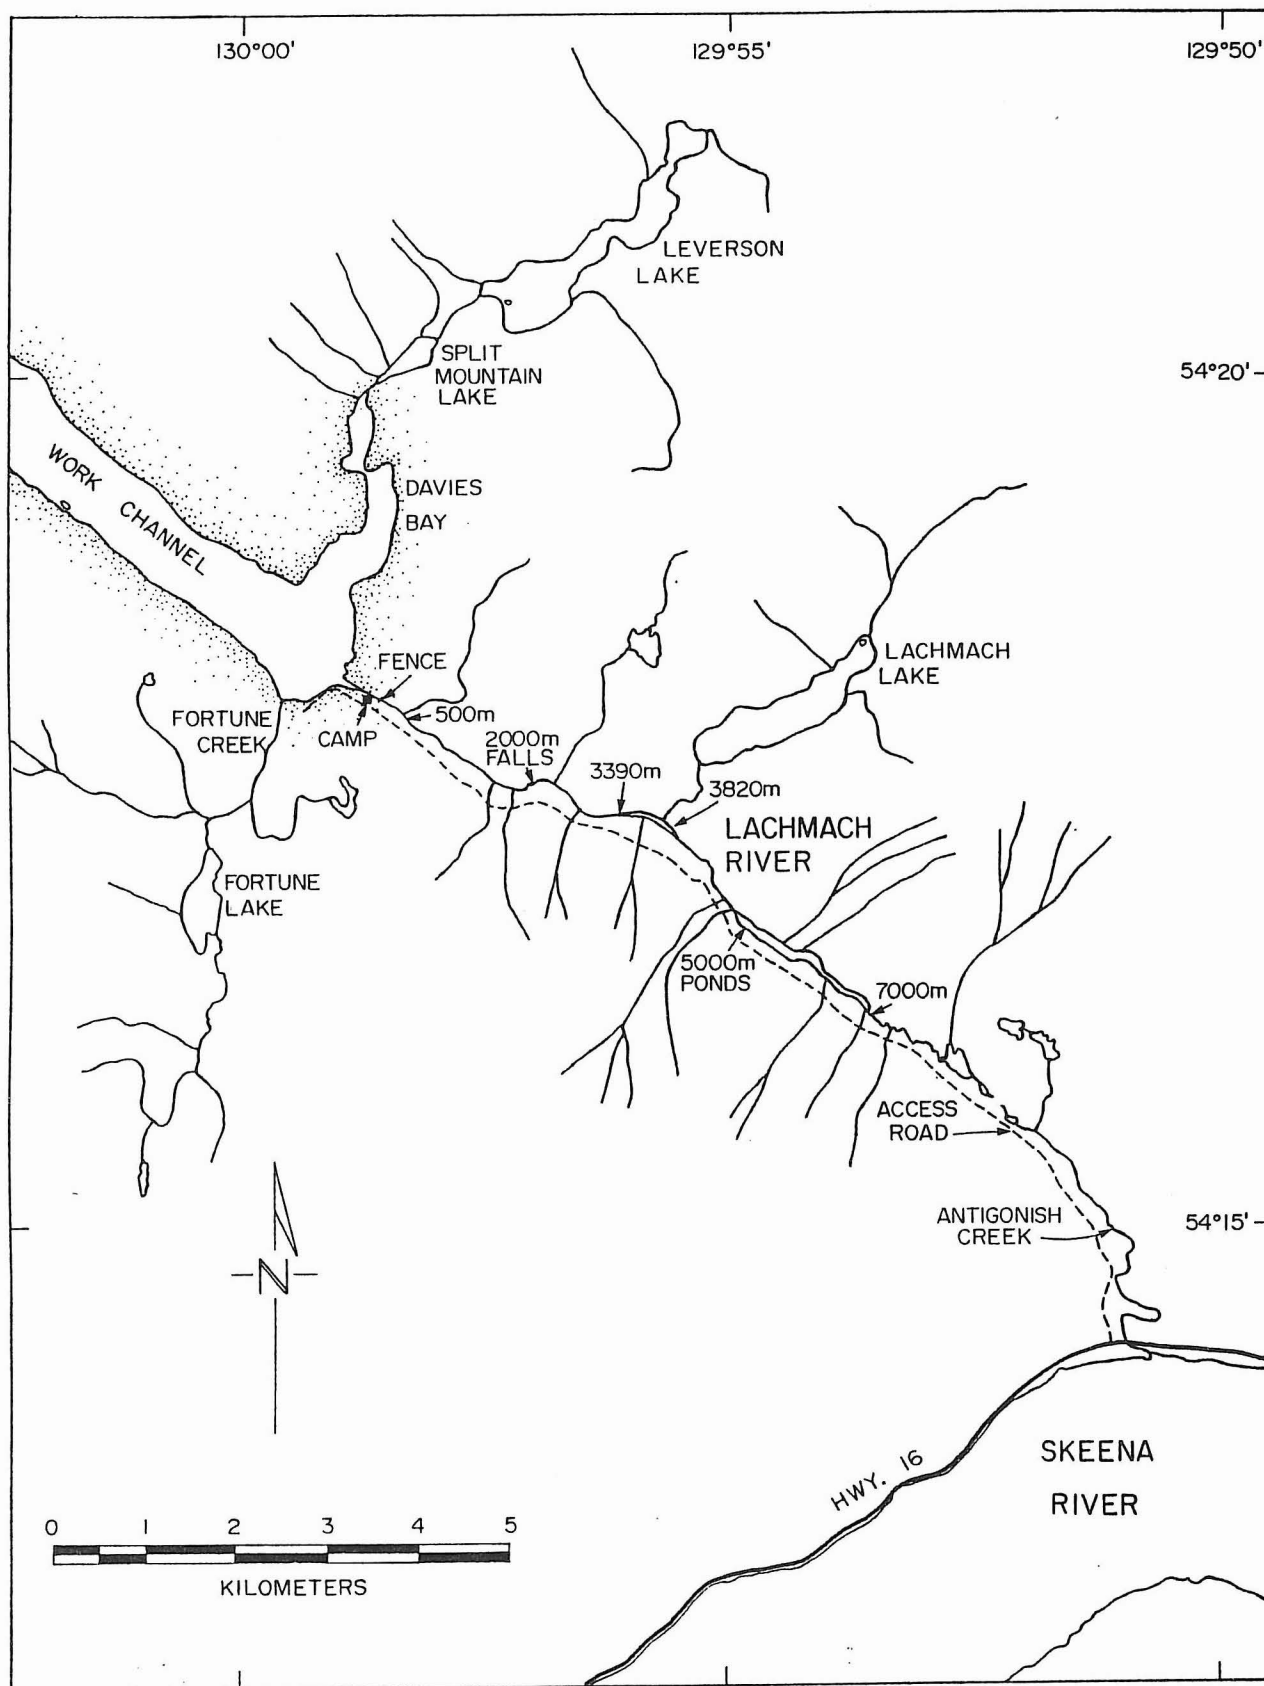 130°00'
129°55'
129°50'
LEVERSON
LAKE
SPLIT
MOUNTAIN
LAKE
54°20'
WORK CHANNEL
DAVIES
BAY
FENCE
LACHMACH
LAKE
FORTUNE
CREEK
CAMP
500m
2000m
FALLS
3390m
3820m
LACHMACH
RIVER
FORTUNE
LAKE
5000m
PONDS
7000m
ACCESS
ROAD
ANTIGONISH
CREEK
54°15'
N
SKEENA
RIVER
HWY. 16
0 1 2 3 4 5
KILOMETERS